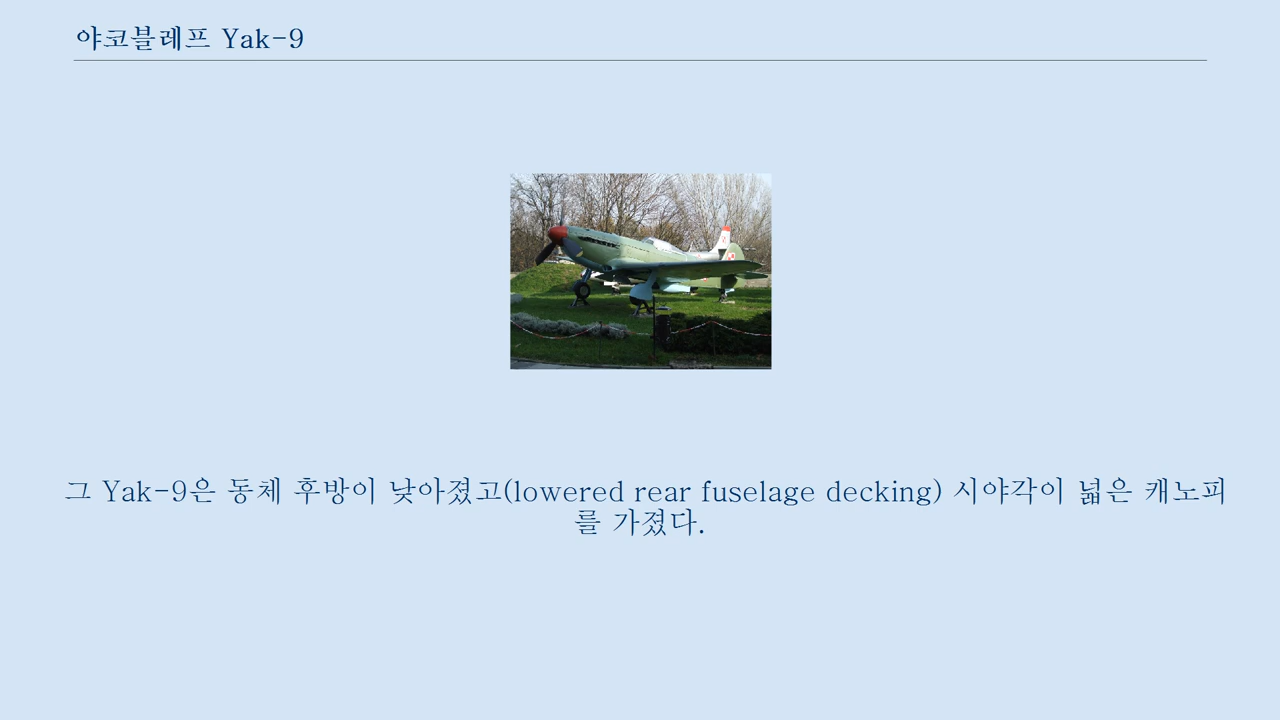 야코블레프 Yak-9
그 Yak-9은 동체 후방이 낮아졌고(lowered rear fuselage decking) 시야각이 넓은 캐노피
를 가졌다.